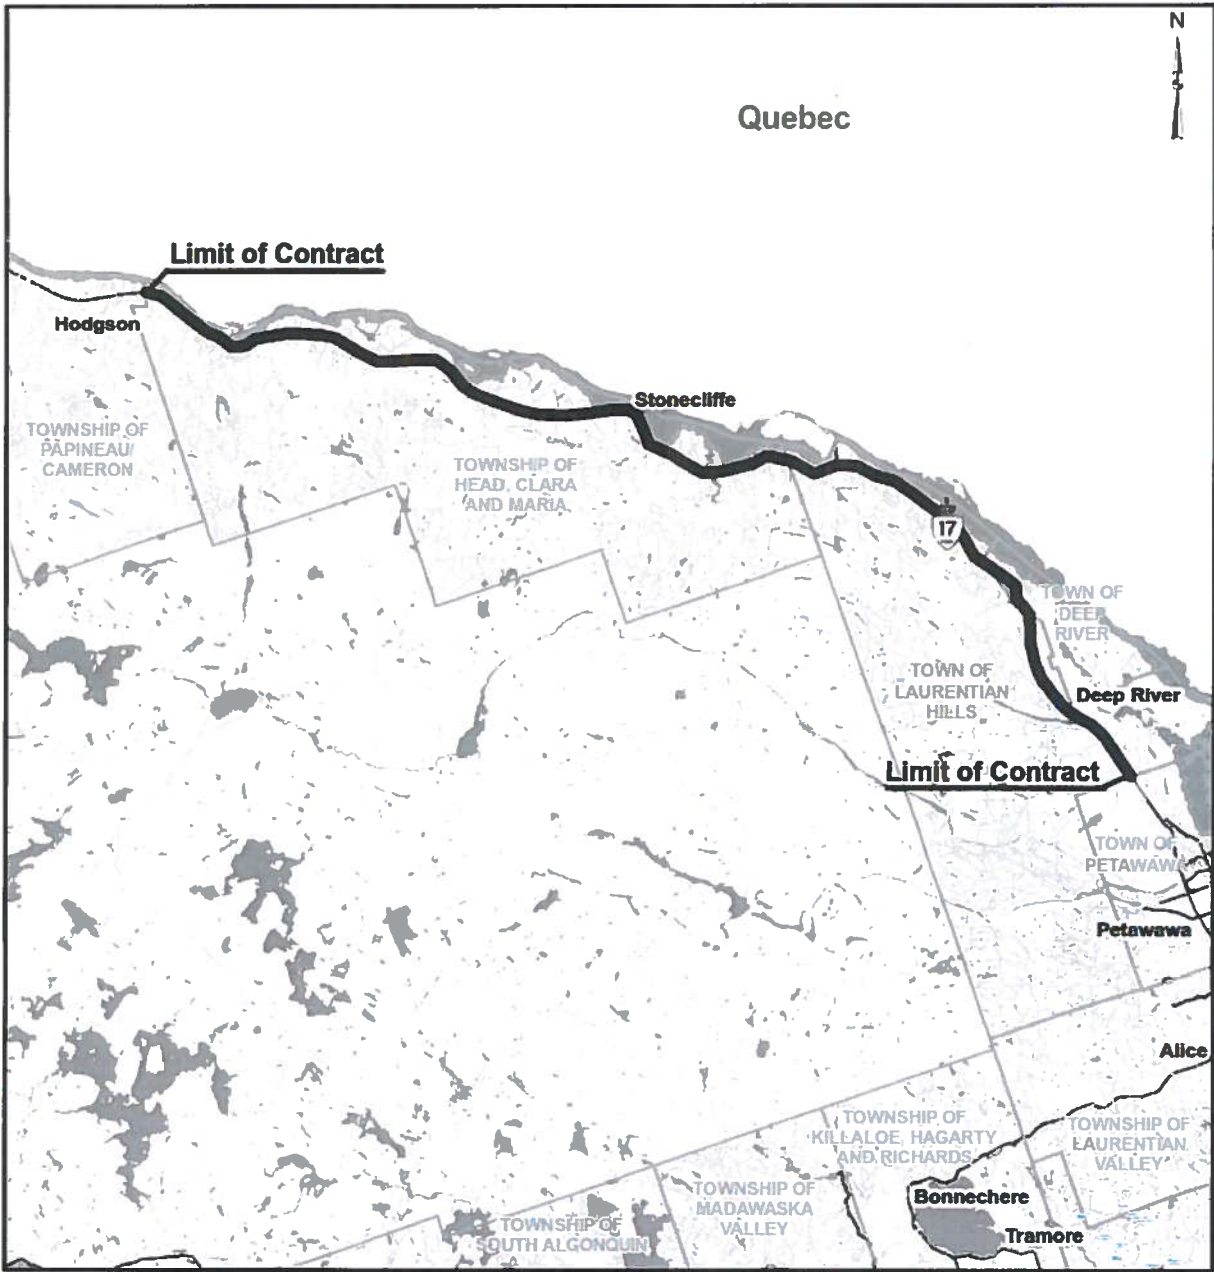 N
Quebec
Limit of Contract
Hodgson
Stonecliffe
TOWNSHIP OF
PAPINEAU
CAMERON
TOWNSHIP OF
HEAD, CLARA
AND MARIA
17
TOWN OF
DEEP
RIVER
TOWN OF
LAURENTIAN
HILLS
Deep River
Limit of Contract
TOWN OF
PETAWAWA
Petawawa
Alice
TOWNSHIP OF
KILLALOE, HAGARTY
AND RICHARDS
TOWNSHIP OF
LAURENTIAN
VALLEY
TOWNSHIP OF
MADAWASKA
VALLEY
Bonnechere
TOWNSHIP OF
SOUTH ALGONQUIN
Tramore